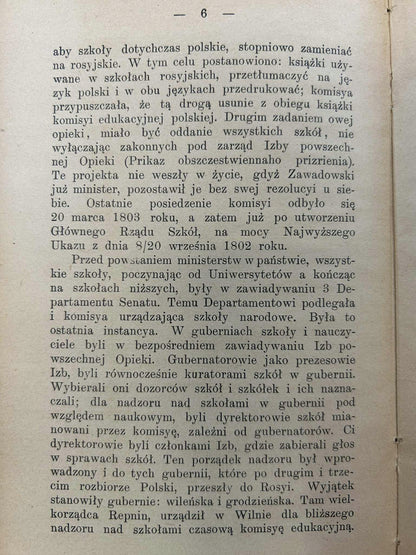 — 6 —
aby szkoły dotychczas polskie, stopniowo zamieniać
na rosyjskie. W tym celu postanowiono: książki uży-
wane w szkołach rosyjskich, przetłumaczyć na ję-
zyk polski i w obu językach przedrukować; komisya
przypuszczała, że tą drogą usunie z obiegu książki
komisyi edukacyjnej polskiej. Drugim zadaniem owej
opieki, miało być oddanie wszystkich szkół, nie
wyłączając zakonnych pod zarząd Izby powszech-
nej Opieki (Prikaz obszczestwiennaho prizrienia).
Te projekta nie weszły w życie, gdyż Zawadowski
już minister, pozostawił je bez swej rezolucyi u sie-
bie. Ostatnie posiedzenie komisyi odbyło się
20 marca 1803 roku, a zatem już po utworzeniu
Głównego Rządu Szkół, na mocy Najwyższego
Ukazu z dnia 8/20 września 1802 roku.
Przed powstaniem ministerstw w państwie, wszyst-
kie szkoły, poczynając od Uniwersytetów a kończąc
na szkołach niższych, były w zawiadywaniu 3 De-
partamentu Senatu. Temu Departamentowi podlegała
i komisya urządzająca szkoły narodowe. Była to
ostatnia instancya. W guberniach szkoły i nauczy-
ciele byli w bezpośredniem zawiadywaniu Izb po-
wszechnej Opieki. Gubernatorowie jako prezesowie
Izb, byli równocześnie kuratorami szkół w gubernii.
Wybierali oni dozorców szkół i szkółek i ich nazna-
czali; dla nadzoru nad szkołami w gubernii pod
względem naukowym, byli dyrektorowie szkół mia-
nowani przez komisyę, zależni od gubernatorów. Ci
dyrektorowie byli członkami Izb, gdzie zabierali głos
w sprawach szkół. Ten porządek nadzoru był wpro-
wadzony i do tych gubernii, które po drugim i trze-
cim rozbiorze Polski, przeszły do Rosyi. Wyjątek
stanowiły gubernie: wileńska i grodzieńska. Tam wiel-
korządca Repnin, urządził w Wilnie dla bliższego
nadzoru nad szkołami czasową komisyę edukacyjną.